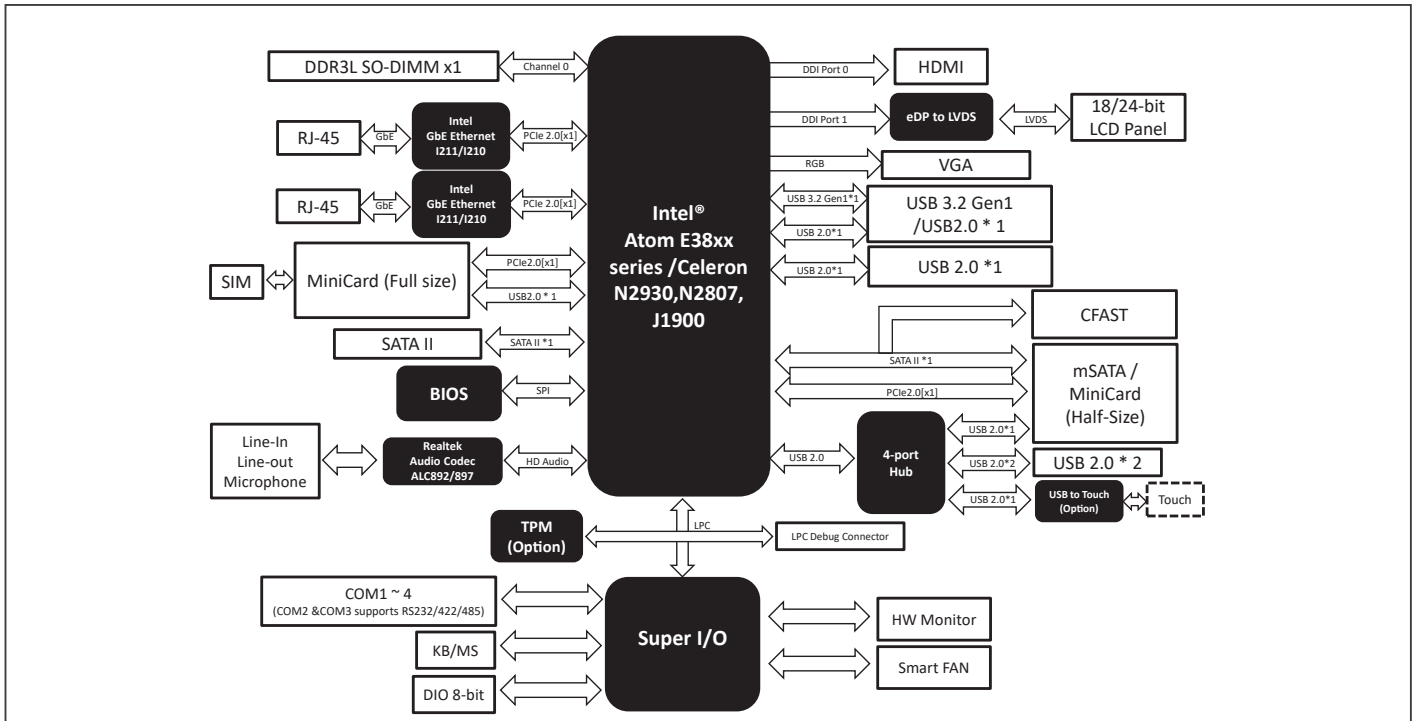 DDR3L SO-DIMM x1
Channel 0
RJ-45
GbE
Intel
GbE Ethernet
I211/I210
PCIe 2.0[x1]
RJ-45
GbE
Intel
GbE Ethernet
I211/I210
PCIe 2.0[x1]
SIM
MiniCard (Full size)
PCIe2.0[x1]
USB2.0 * 1
SATA II
SATA II *1
BIOS
SPI
Line-In
Line-out
Microphone
Realtek
Audio Codec
ALC892/897
HD Audio
Intel®
Atom E38xx
series /Celeron
N2930,N2807,
J1900
DDI Port 0
HDMI
DDI Port 1
eDP to LVDS
LVDS
18/24-bit
LCD Panel
RGB
VGA
USB 3.2 Gen1*1
USB 2.0*1
USB 3.2 Gen1
/USB2.0 * 1
USB 2.0*1
USB 2.0 *1
CFAST
SATA II *1
PCIe2.0[x1]
mSATA /
MiniCard
(Half-Size)
USB 2.0
4-port
Hub
USB 2.0*1
USB 2.0*2
USB 2.0 * 2
USB 2.0*1
USB to Touch
(Option)
Touch
TPM
(Option)
LPC
LPC Debug Connector
COM1 ~ 4
(COM2 &COM3 supports RS232/422/485)
KB/MS
DIO 8-bit
Super I/O
HW Monitor
Smart FAN